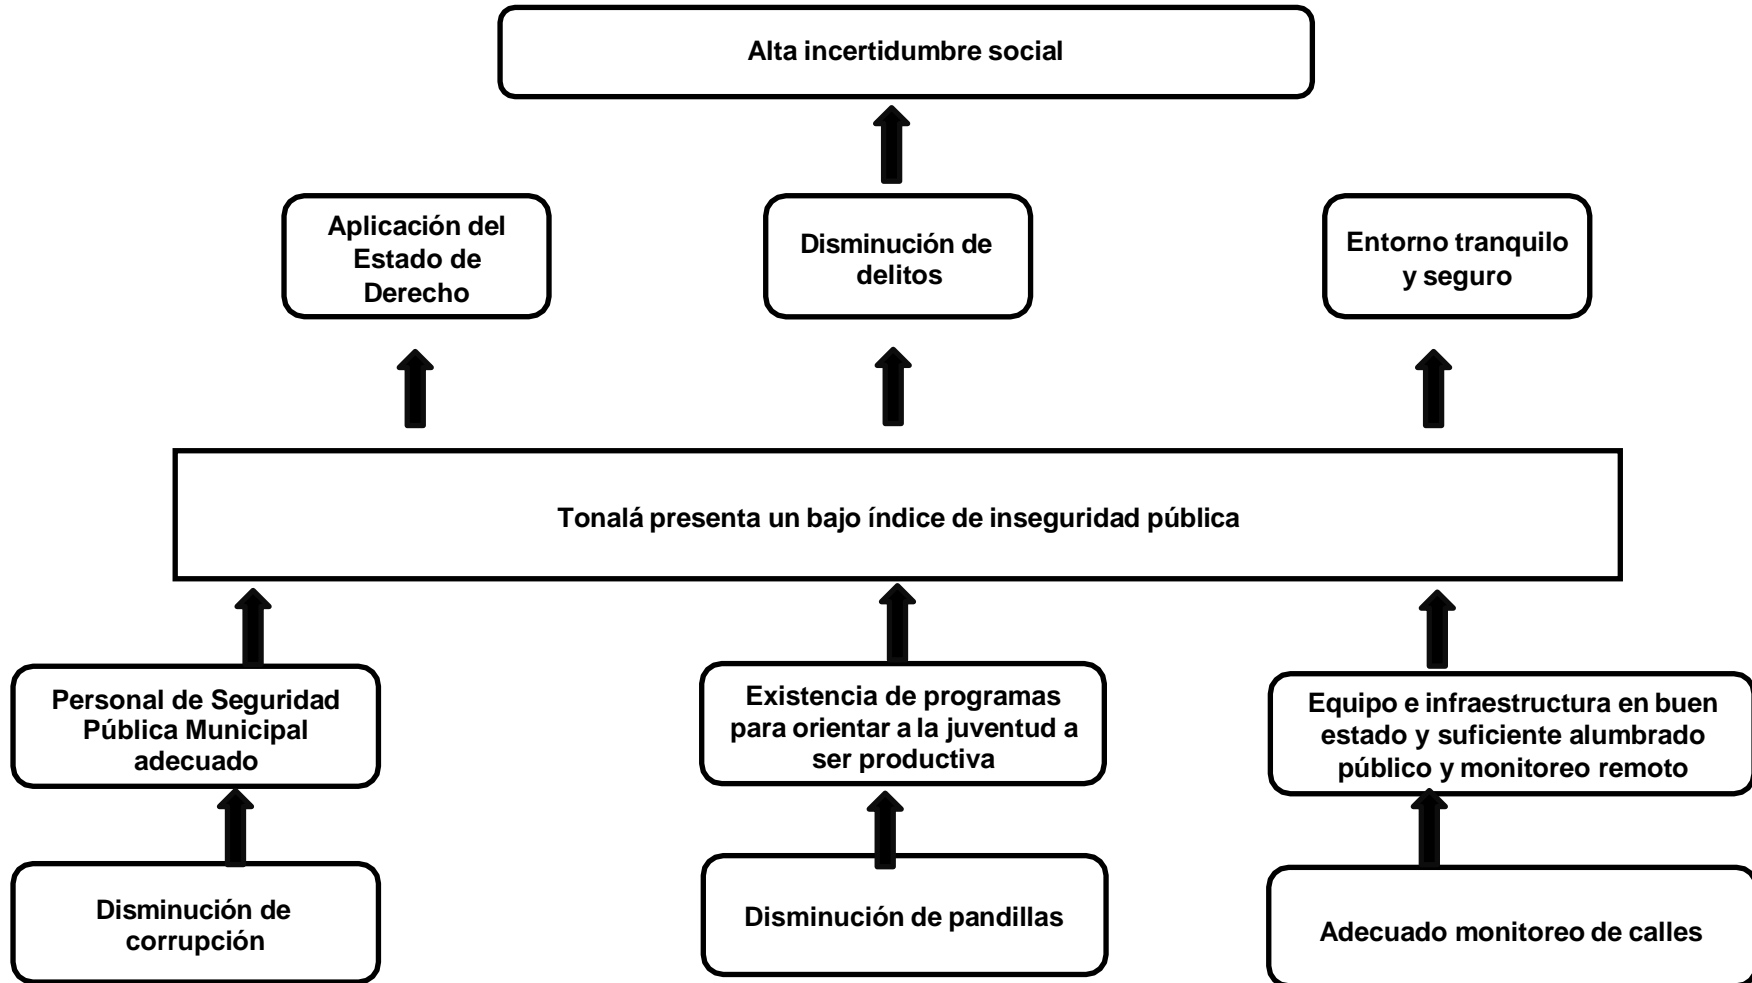 Alta incertidumbre social
Aplicación del
Estado de
Derecho
Disminución de
delitos
Entorno tranquilo
y seguro
Tonalá presenta un bajo índice de inseguridad pública
Personal de Seguridad
Pública Municipal
adecuado
Existencia de programas
para orientar a la juventud a
ser productiva
Equipo e infraestructura en buen
estado y suficiente alumbrado
público y monitoreo remoto
Disminución de
corrupción
Disminución de pandillas
Adecuado monitoreo de calles